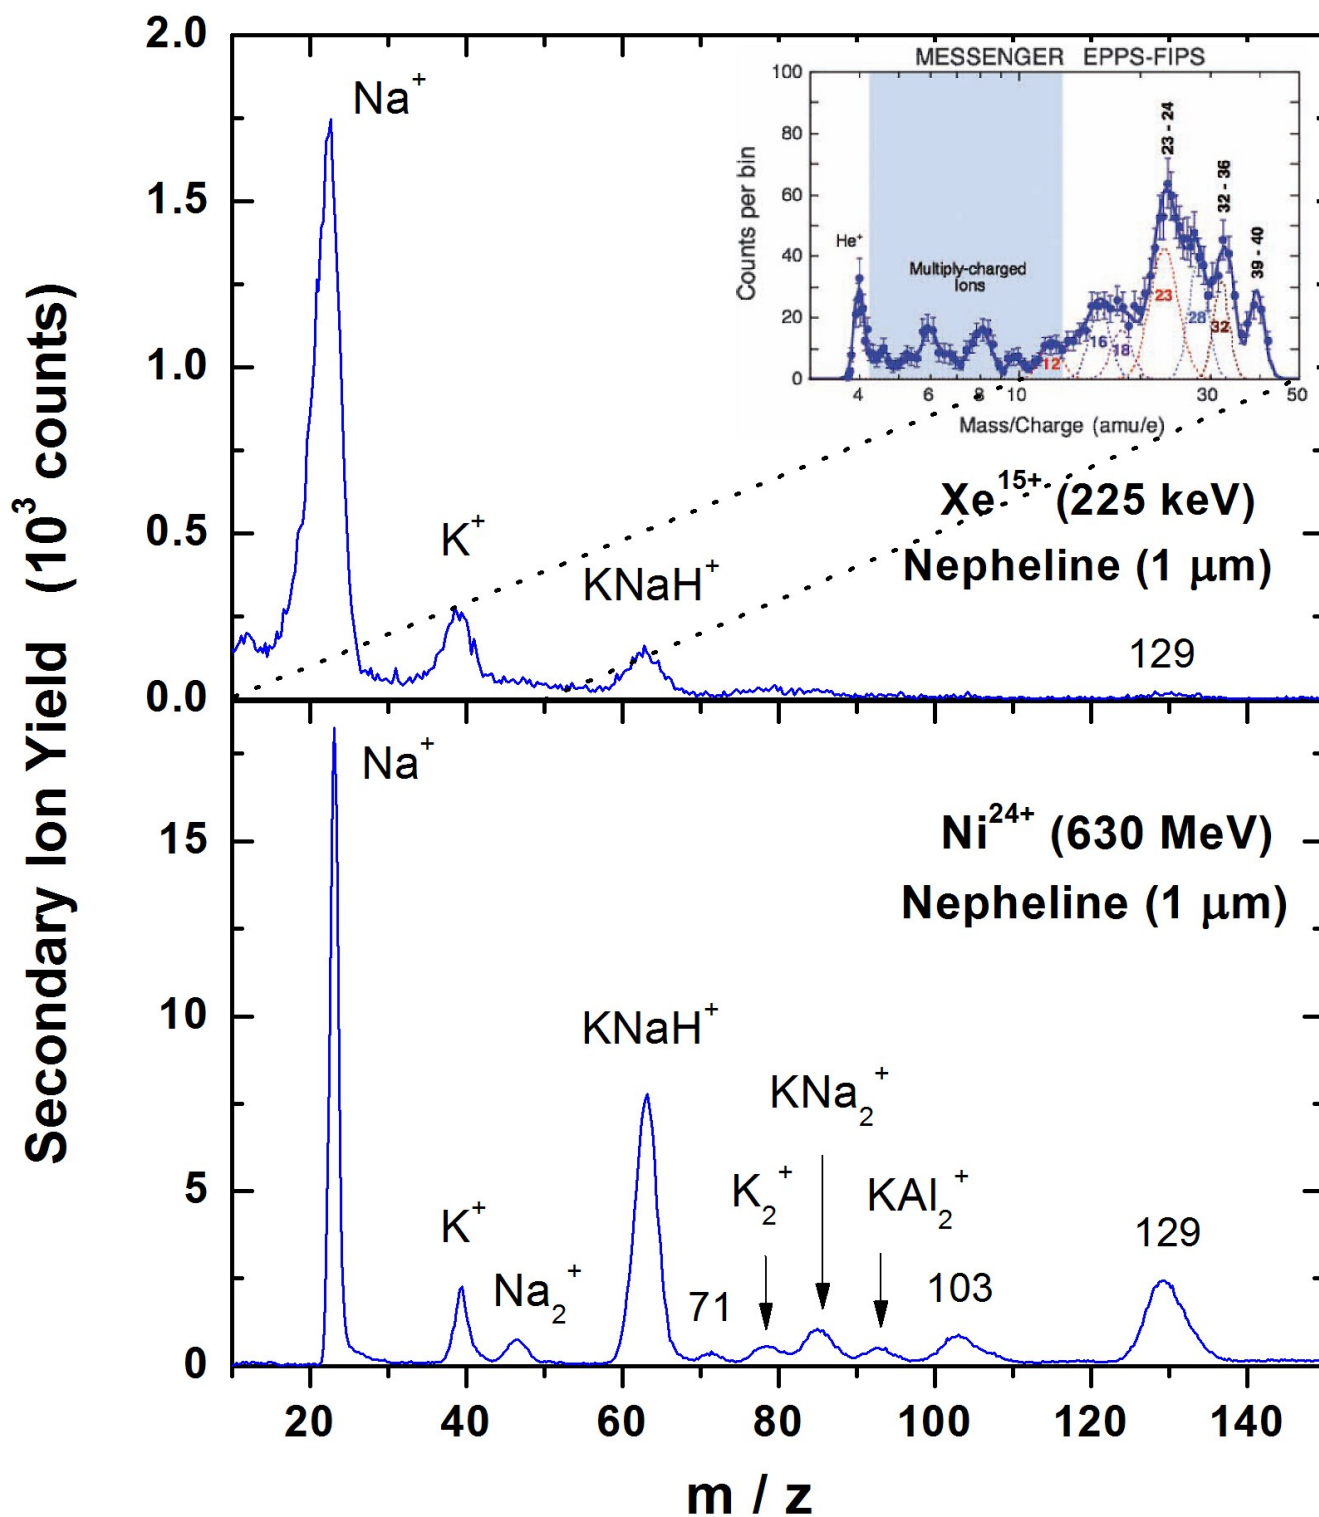 Secondary Ion Yield (10³ counts)
2.0
1.5
1.0
0.5
0.0
Na⁺
K⁺
KNaH⁺
129
MESSENGER EPPS-FIPS
Counts per bin
100
80
60
40
20
0
He⁺
Multiply-charged
Ions
23 - 24
32 - 36
39 - 40
12
16
18
23
28
32
4 6 8 10 30 50
Mass/Charge (amu/e)
Xe¹⁵⁺ (225 keV)
Nepheline (1 μm)
15
10
5
0
Na⁺
Ni²⁴⁺ (630 MeV)
Nepheline (1 μm)
K⁺
Na₂⁺
KNaH⁺
71
K₂⁺
KNa₂⁺
KAl₂⁺
103
129
20 40 60 80 100 120 140
m / z